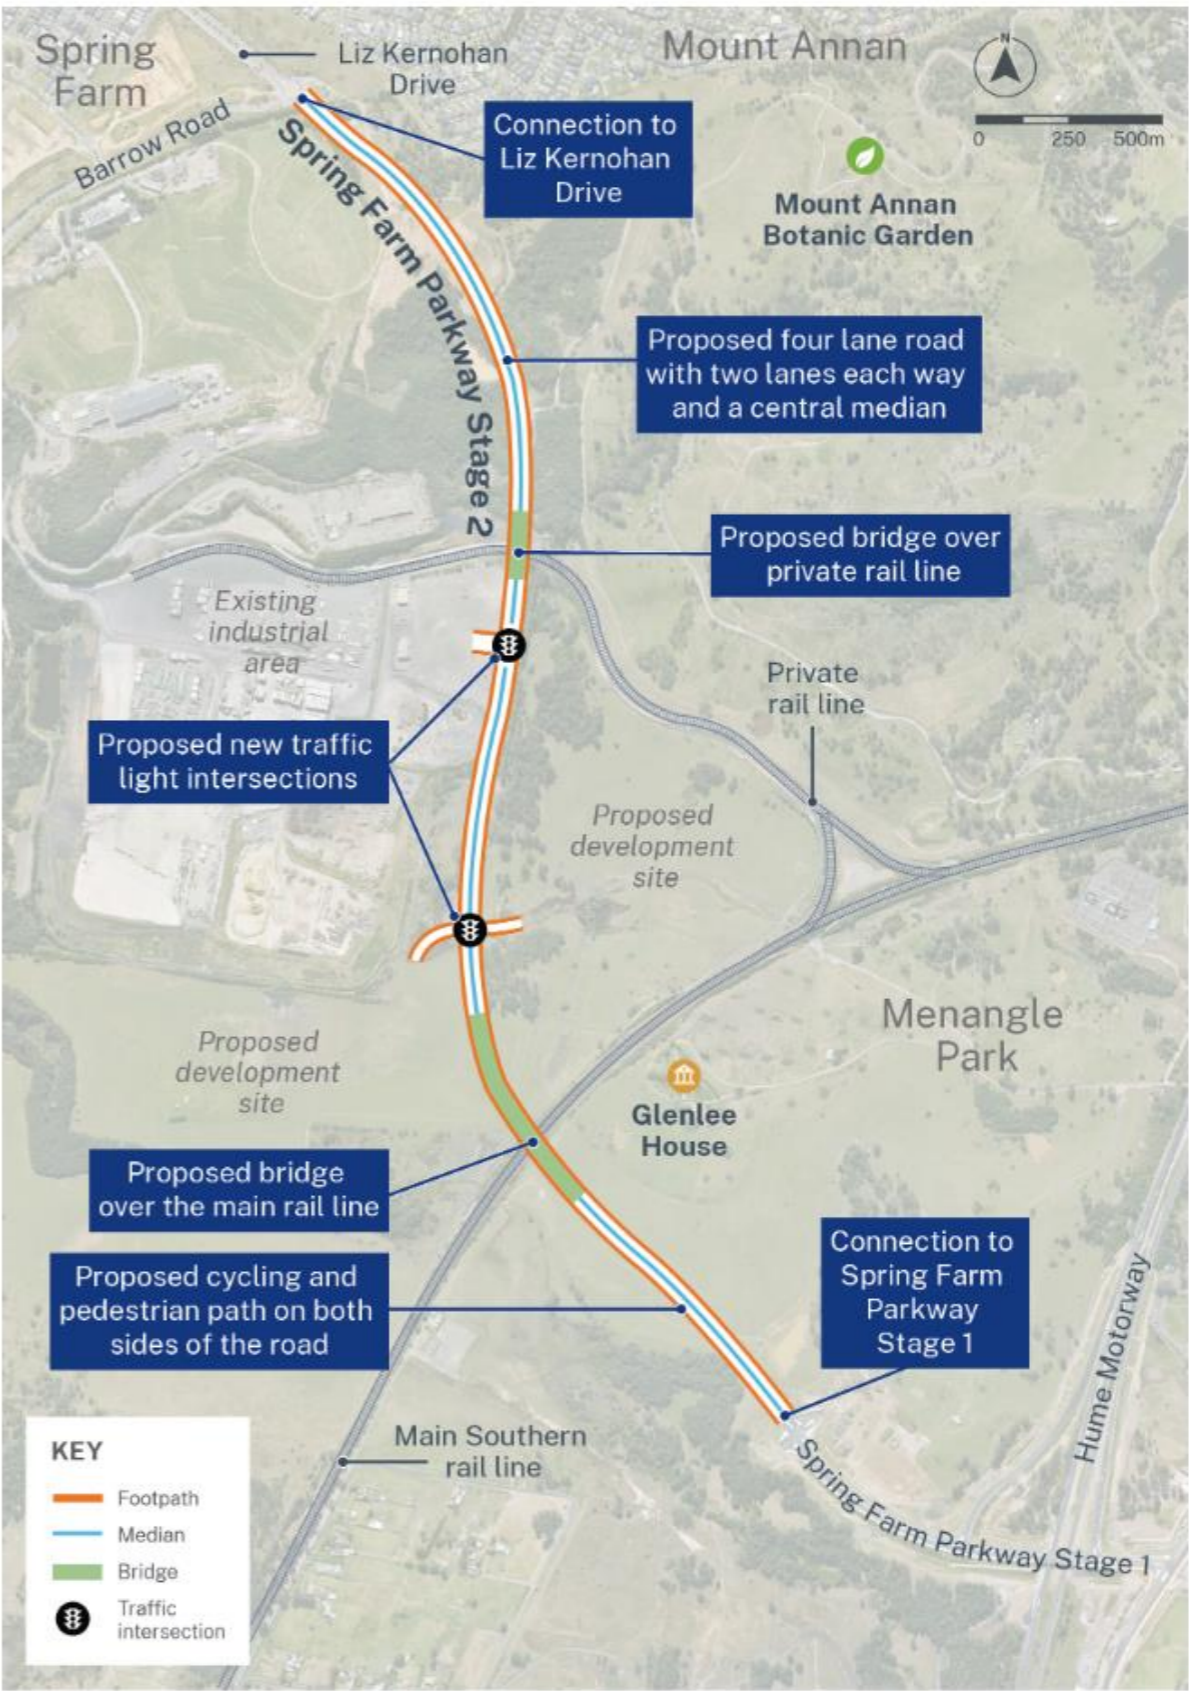 Spring
Farm
Liz Kernohan
Drive
Mount Annan
N
0 250 500m
Barrow Road
Connection to
Liz Kernohan
Drive
Mount Annan
Botanic Garden
Spring Farm Parkway Stage 2
Proposed four lane road
with two lanes each way
and a central median
Proposed bridge over
private rail line
Existing
industrial
area
Private
rail line
Proposed new traffic
light intersections
Proposed
development
site
Menangle
Park
Proposed
development
site
Glenlee
House
Proposed bridge
over the main rail line
Connection to
Spring Farm
Parkway
Stage 1
Proposed cycling and
pedestrian path on both
sides of the road
Hume Motorway
Main Southern
rail line
Spring Farm Parkway Stage 1
KEY
Footpath
Median
Bridge
Traffic
intersection